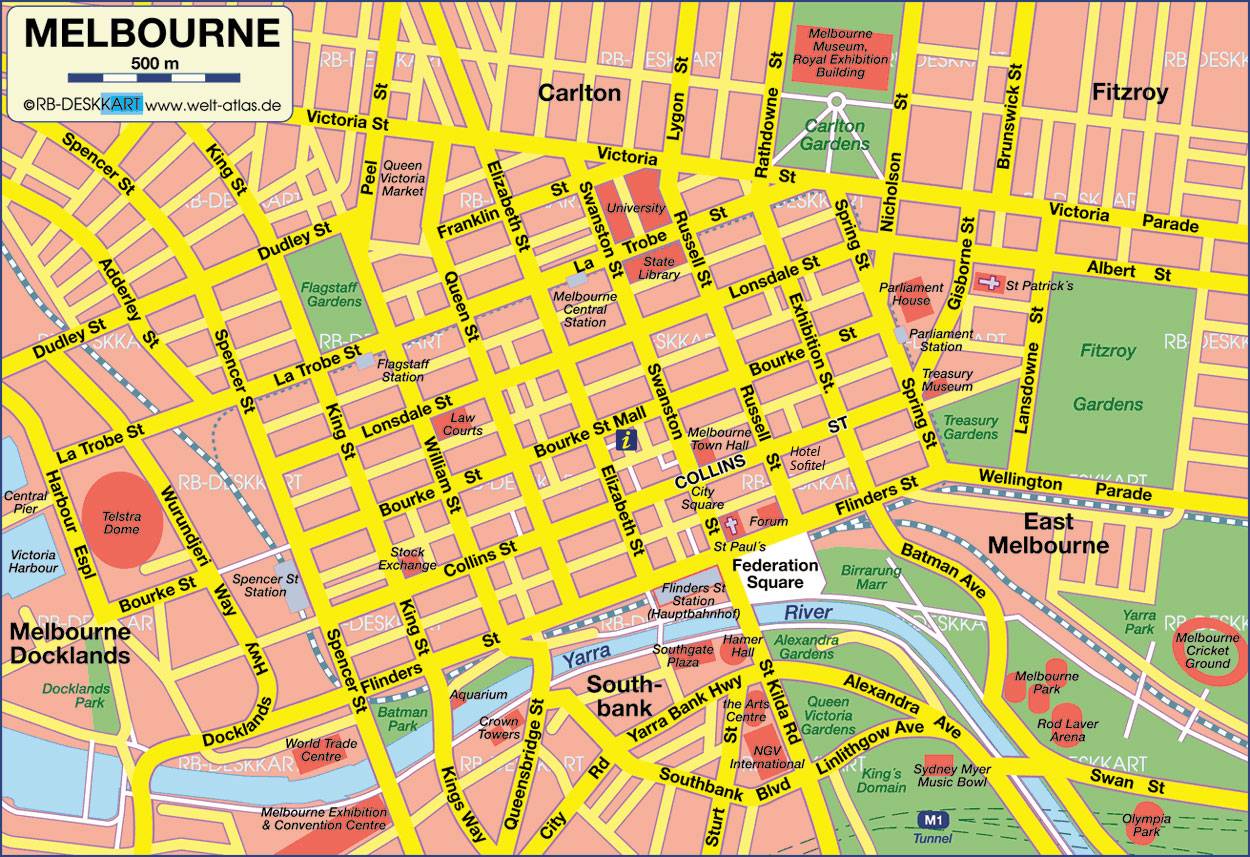 MELBOURNE
500 m
©RB-DESKKART www.welt-atlas.de
RB-DESKKART
Carlton
Fitzroy
Melbourne
Museum,
Royal Exhibition
Building
Carlton
Gardens
Lygon St
Rathdowne St
Nicholson St
Brunswick St
Peel St
Victoria St
Victoria St
Victoria Parade
Albert St
Spencer St
King St
Queen
Victoria
Market
Elizabeth St
Franklin St
Swanston St
University
Russell St
La Trobe St
State
Library
Spring St
Gisborne St
St Patrick's
Dudley St
Adderley St
Dudley St
Flagstaff
Gardens
Queen St
Melbourne
Central
Station
Lonsdale St
Exhibition St.
Bourke St
Parliament
House
Parliament
Station
Treasury
Museum
Lansdowne St
Fitzroy
Gardens
Treasury
Gardens
Spring St
Spencer St
La Trobe St
Flagstaff
Station
King St
Lonsdale St
Law
Courts
William St
Bourke St Mall
i
Swanston St
Russell St
Melbourne
Town Hall
COLLINS ST
Hotel
Sofitel
City
Square
La Trobe St
Harbour Espl
Telstra
Dome
Wurundjeri Way
Central
Pier
Victoria
Harbour
Bourke St
Bourke St
Elizabeth St
Collins St
Stock
Exchange
Spencer St
Station
St Paul's
Forum
Flinders St
Wellington Parade
East
Melbourne
Federation
Square
Birrarung
Marr
Batman Ave
Flinders St
Station
(Hauptbahnhof)
Melbourne
Docklands
Docklands
Park
Docklands Hwy
King St
Spencer St
Flinders St
Yarra River
Southgate
Plaza
Hamer
Hall
Alexandra
Gardens
Yarra
Park
Melbourne
Cricket
Ground
Melbourne
Park
Rod Laver
Arena
Batman
Park
Aquarium
Crown
Towers
World Trade
Centre
Melbourne Exhibition
& Convention Centre
South-
bank
Queensbridge St
Kings Way
City Rd
Yarra Bank Hwy
the Arts
Centre
St Kilda Rd
NGV
International
Queen
Victoria
Gardens
Alexandra Ave
Linlithgow Ave
Southbank Blvd
Sturt St
King's
Domain
Sydney Myer
Music Bowl
M1
Tunnel
Swan St
Olympia
Park